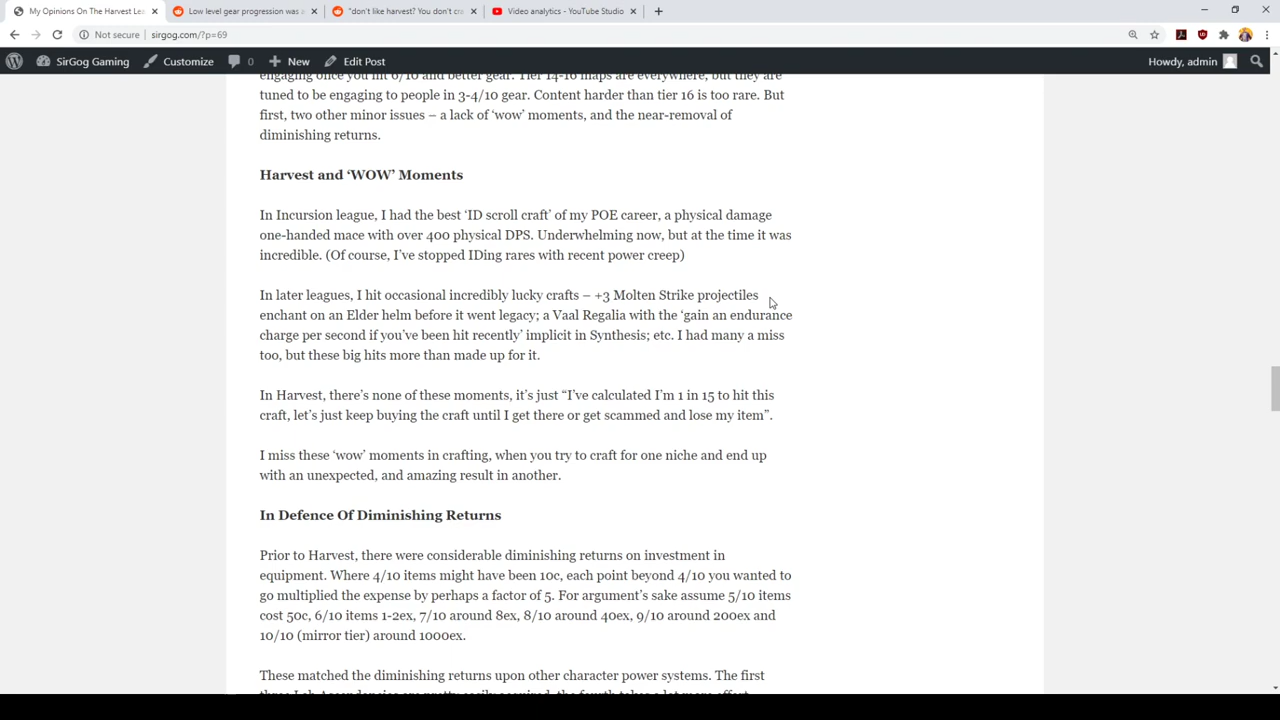 My Opinions On The Harvest Lea
Low level gear progression was a
"don't like harvest? You don't cr
Video analytics - YouTube Studio
Not secure
sirgog.com/?p=69
SirGog Gaming
Customize
0
New
Edit Post
Howdy, admin
engaging once you hit 6/10 and better gear. Tier 14-16 maps are everywhere, but they are
tuned to be engaging to people in 3-4/10 gear. Content harder than tier 16 is too rare. But
first, two other minor issues – a lack of ‘wow’ moments, and the near-removal of
diminishing returns.
Harvest and ‘WOW’ Moments
In Incursion league, I had the best ‘ID scroll craft’ of my POE career, a physical damage
one-handed mace with over 400 physical DPS. Underwhelming now, but at the time it was
incredible. (Of course, I’ve stopped IDing rares with recent power creep)
In later leagues, I hit occasional incredibly lucky crafts – +3 Molten Strike projectiles
enchant on an Elder helm before it went legacy; a Vaal Regalia with the ‘gain an endurance
charge per second if you’ve been hit recently’ implicit in Synthesis; etc. I had many a miss
too, but these big hits more than made up for it.
In Harvest, there’s none of these moments, it’s just “I’ve calculated I’m 1 in 15 to hit this
craft, let’s just keep buying the craft until I get there or get scammed and lose my item”.
I miss these ‘wow’ moments in crafting, when you try to craft for one niche and end up
with an unexpected, and amazing result in another.
In Defence Of Diminishing Returns
Prior to Harvest, there were considerable diminishing returns on investment in
equipment. Where 4/10 items might have been 10c, each point beyond 4/10 you wanted to
go multiplied the expense by perhaps a factor of 5. For argument’s sake assume 5/10 items
cost 50c, 6/10 items 1-2ex, 7/10 around 8ex, 8/10 around 40ex, 9/10 around 200ex and
10/10 (mirror tier) around 1000ex.
These matched the diminishing returns upon other character power systems. The first
three Lab Ascendancies are pretty easily acquired, the fourth takes a lot more effort